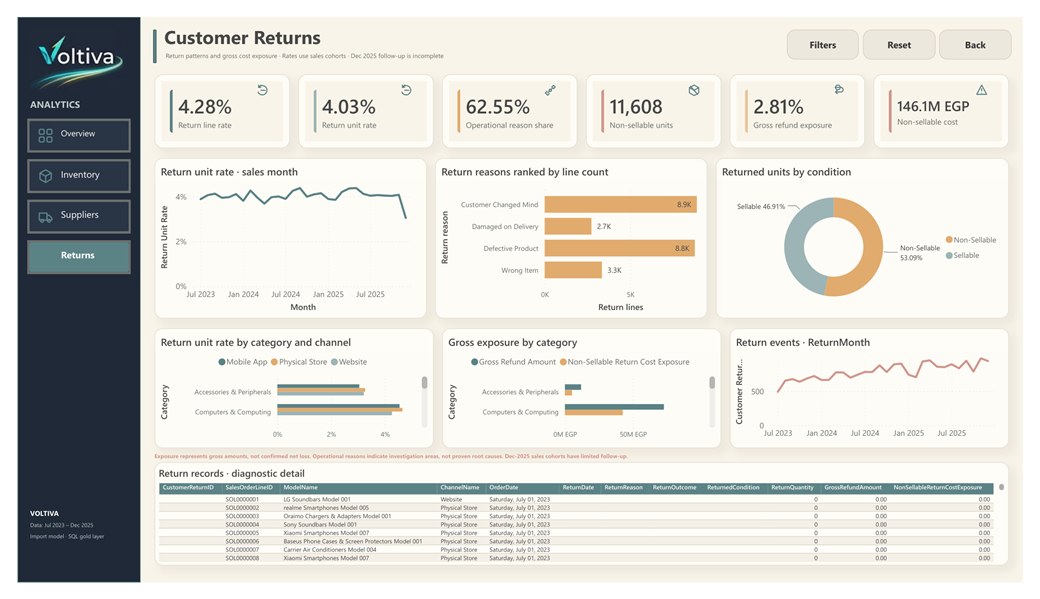 Voltiva
ANALYTICS
Overview
Inventory
Suppliers
Returns
VOLTIVA
Data: Jul 2023 – Dec 2025
Import model · SQL gold layer
Customer Returns
Return patterns and gross cost exposure · Rates use sales cohorts · Dec 2025 follow-up is incomplete
Filters
Reset
Back
4.28%
Return line rate
4.03%
Return unit rate
62.55%
Operational reason share
11,608
Non-sellable units
2.81%
Gross refund exposure
146.1M EGP
Non-sellable cost
Return unit rate · sales month
Return Unit Rate
4%
2%
0%
Jul 2023 Jan 2024 Jul 2024 Jan 2025 Jul 2025
Month
Return reasons ranked by line count
Return reason
Customer Changed Mind 8.9K
Damaged on Delivery 2.7K
Defective Product 8.8K
Wrong Item 3.3K
0K 5K
Return lines
Returned units by condition
Sellable 46.91%
Non-Sellable
53.09%
Non-Sellable
Sellable
Return unit rate by category and channel
Mobile App Physical Store Website
Category
Accessories & Peripherals
Computers & Computing
0% 2% 4%
Gross exposure by category
Gross Refund Amount Non-Sellable Return Cost Exposure
Category
Accessories & Peripherals
Computers & Computing
0M EGP 50M EGP
Return events · ReturnMonth
Customer Retur...
500
0
Jul 2023 Jan 2024 Jul 2024 Jan 2025 Jul 2025
Exposure represents gross amounts, not confirmed net loss. Operational reasons indicate investigation areas, not proven root causes. Dec-2025 sales cohorts have limited follow-up.
Return records · diagnostic detail
CustomerReturnID SalesOrderLineID ModelName ChannelName OrderDate ReturnDate ReturnReason ReturnOutcome ReturnedCondition ReturnQuantity GrossRefundAmount NonSellableReturnCostExposure
SOL0000001 LG Soundbars Model 001 Website Saturday, July 01, 2023 0 0.00 0.00
SOL0000002 realme Smartphones Model 005 Physical Store Saturday, July 01, 2023 0 0.00 0.00
SOL0000003 Oraimo Chargers & Adapters Model 001 Physical Store Saturday, July 01, 2023 0 0.00 0.00
SOL0000004 Sony Soundbars Model 001 Physical Store Saturday, July 01, 2023 0 0.00 0.00
SOL0000005 Xiaomi Smartphones Model 007 Physical Store Saturday, July 01, 2023 0 0.00 0.00
SOL0000006 Baseus Phone Cases & Screen Protectors Model 001 Physical Store Saturday, July 01, 2023 0 0.00 0.00
SOL0000007 Carrier Air Conditioners Model 004 Physical Store Saturday, July 01, 2023 0 0.00 0.00
SOL0000008 Xiaomi Smartphones Model 007 Physical Store Saturday, July 01, 2023 0 0.00 0.00